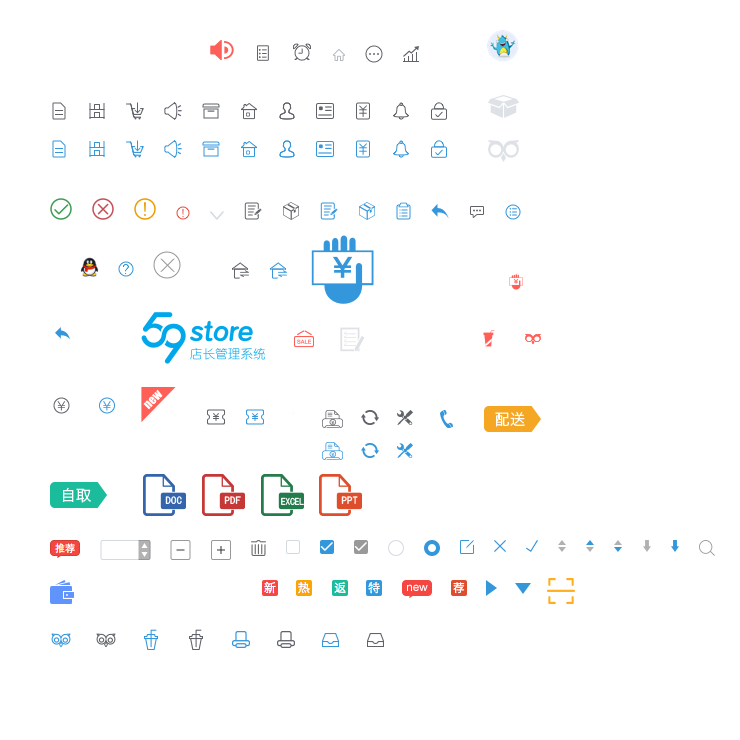 59store
店长管理系统
SALE
new
配送
自取
DOC
PDF
EXCEL
PPT
推荐
新
热
返
特
new
荐